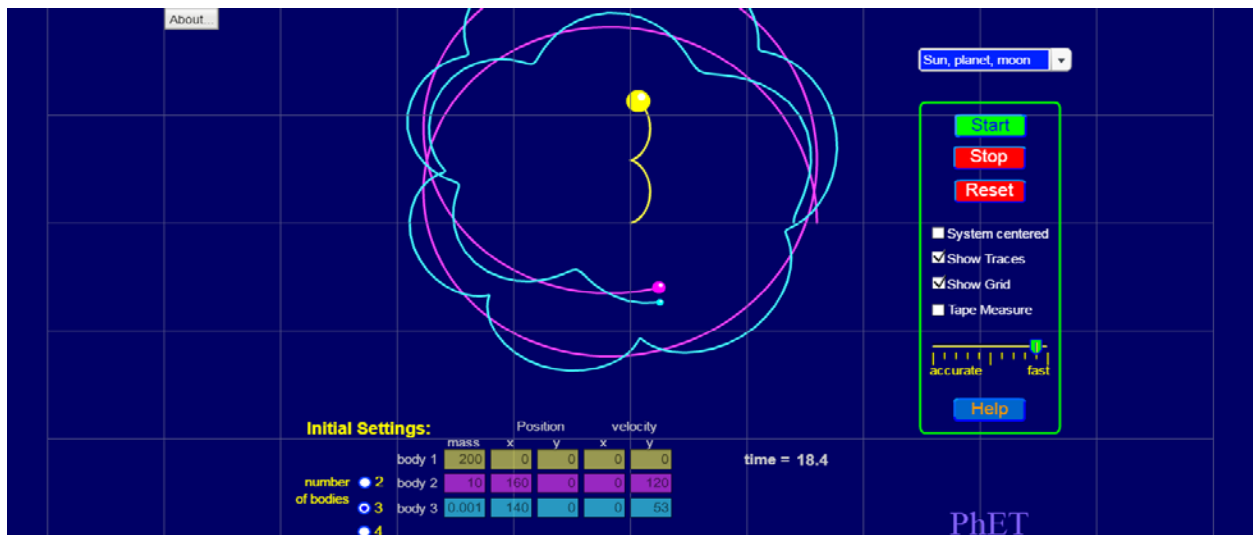 About...
Sun, planet, moon
Start
Stop
Reset
System centered
Show Traces
Show Grid
Tape Measure
accurate fast
Help
Initial Settings:
Position velocity
mass x y x y
body 1 200 0 0 0 0
number of bodies
2 body 2 10 160 0 0 120
3 body 3 0.001 140 0 0 53
4
time = 18.4
PhET